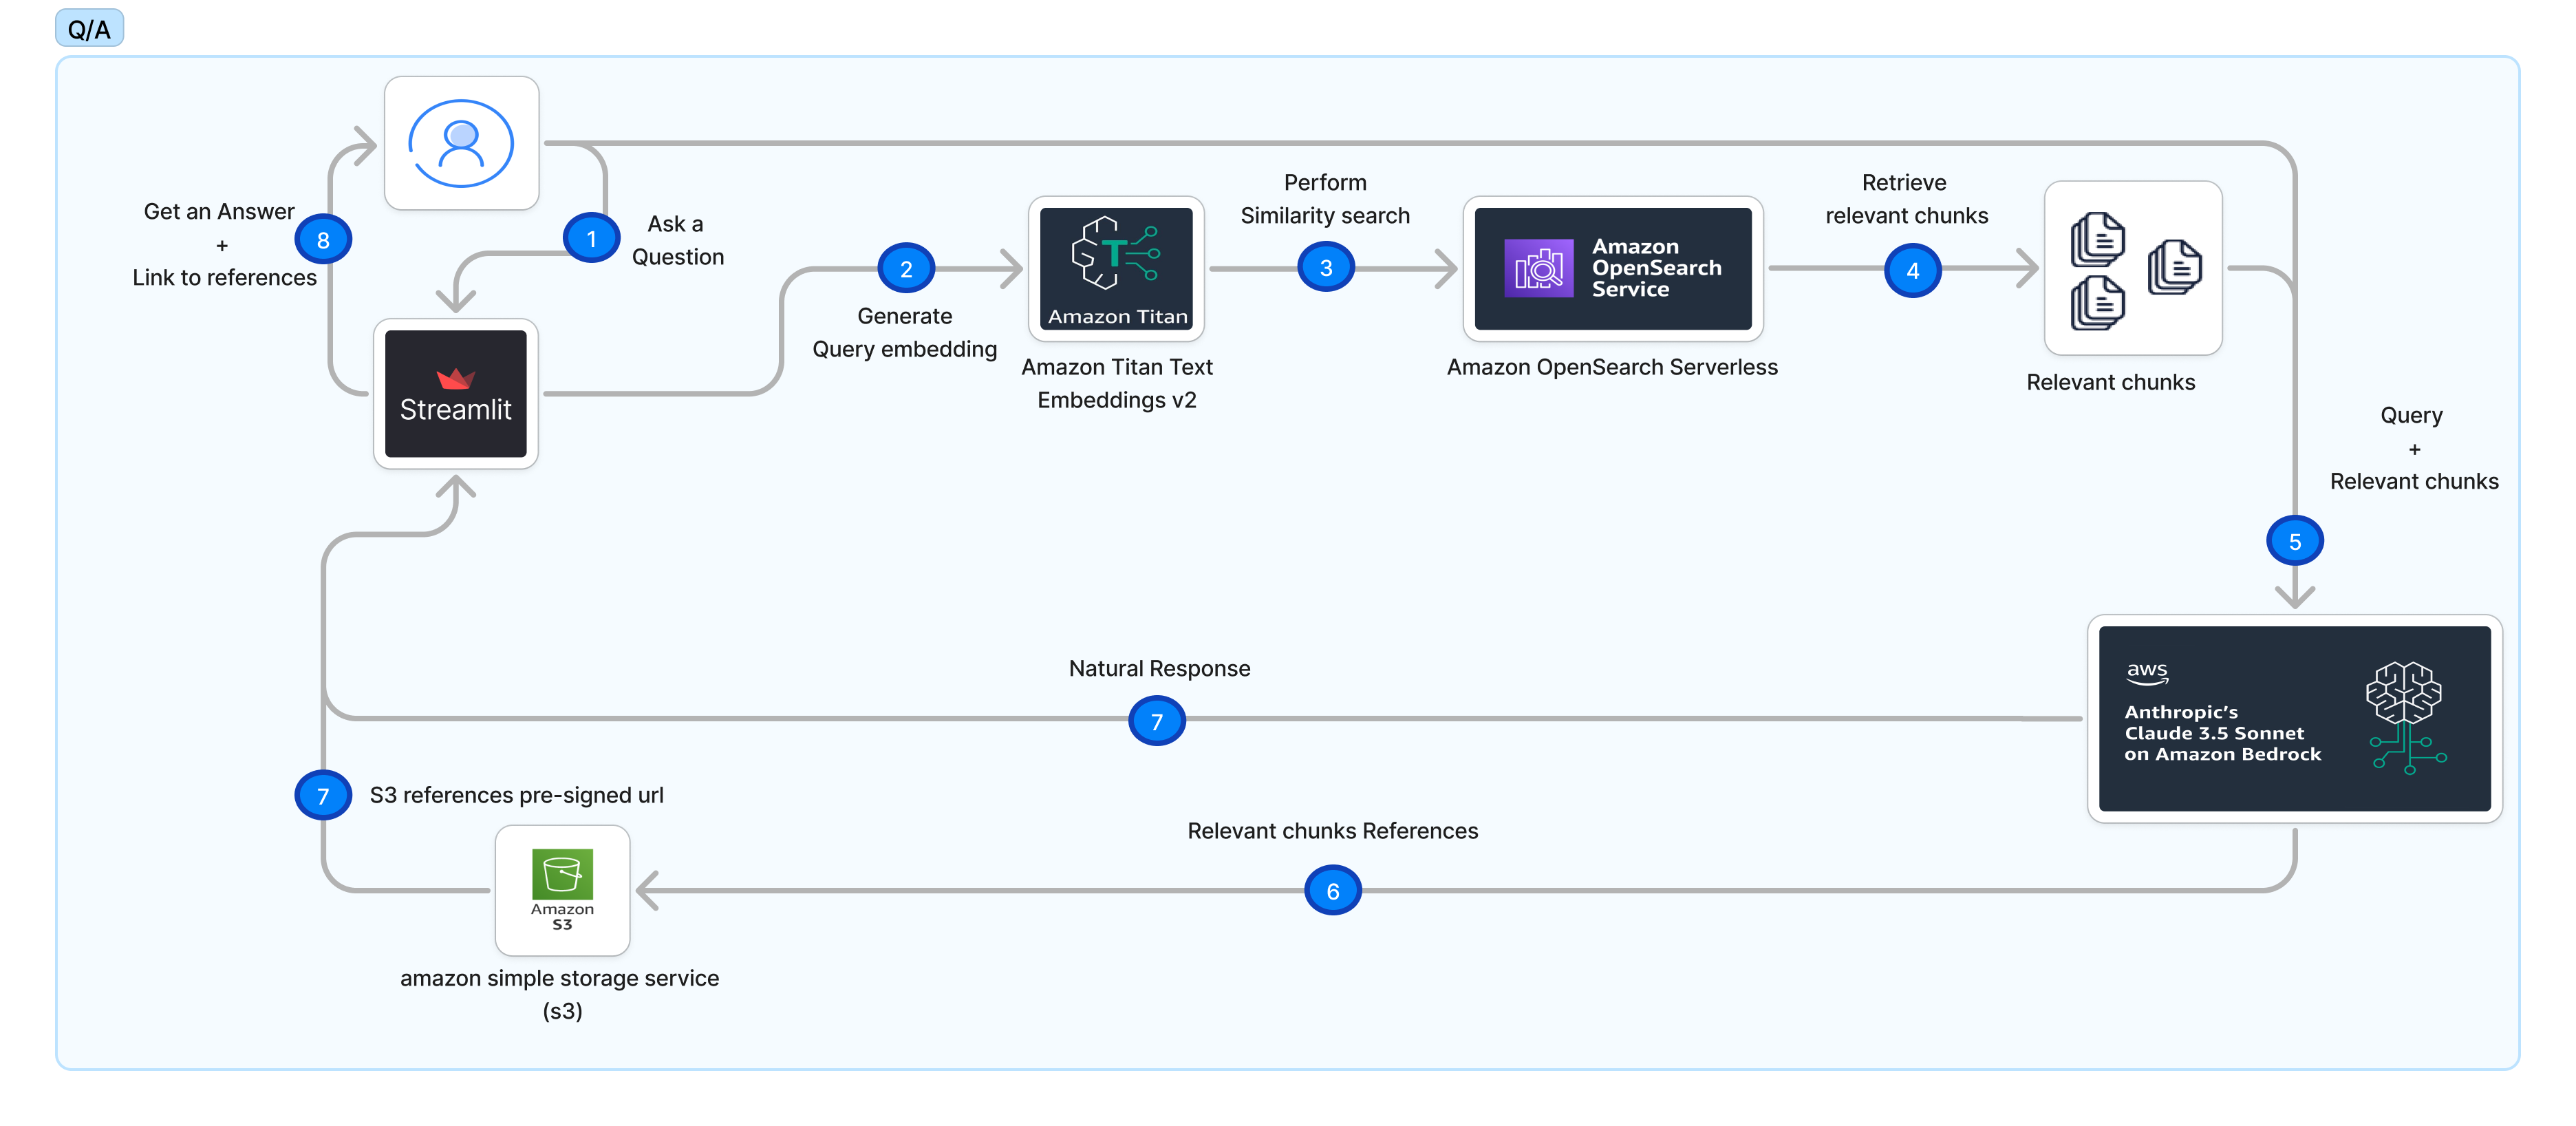 Q/A
Get an Answer
+
Link to references
8
1
Ask a
Question
Streamlit
2
Generate
Query embedding
Amazon Titan
Amazon Titan Text
Embeddings v2
Perform
Similarity search
3
Amazon
OpenSearch
Service
Amazon OpenSearch Serverless
Retrieve
relevant chunks
4
Relevant chunks
Query
+
Relevant chunks
5
aws
Anthropic’s
Claude 3.5 Sonnet
on Amazon Bedrock
Natural Response
7
7
S3 references pre-signed url
Relevant chunks References
6
Amazon
S3
amazon simple storage service
(s3)